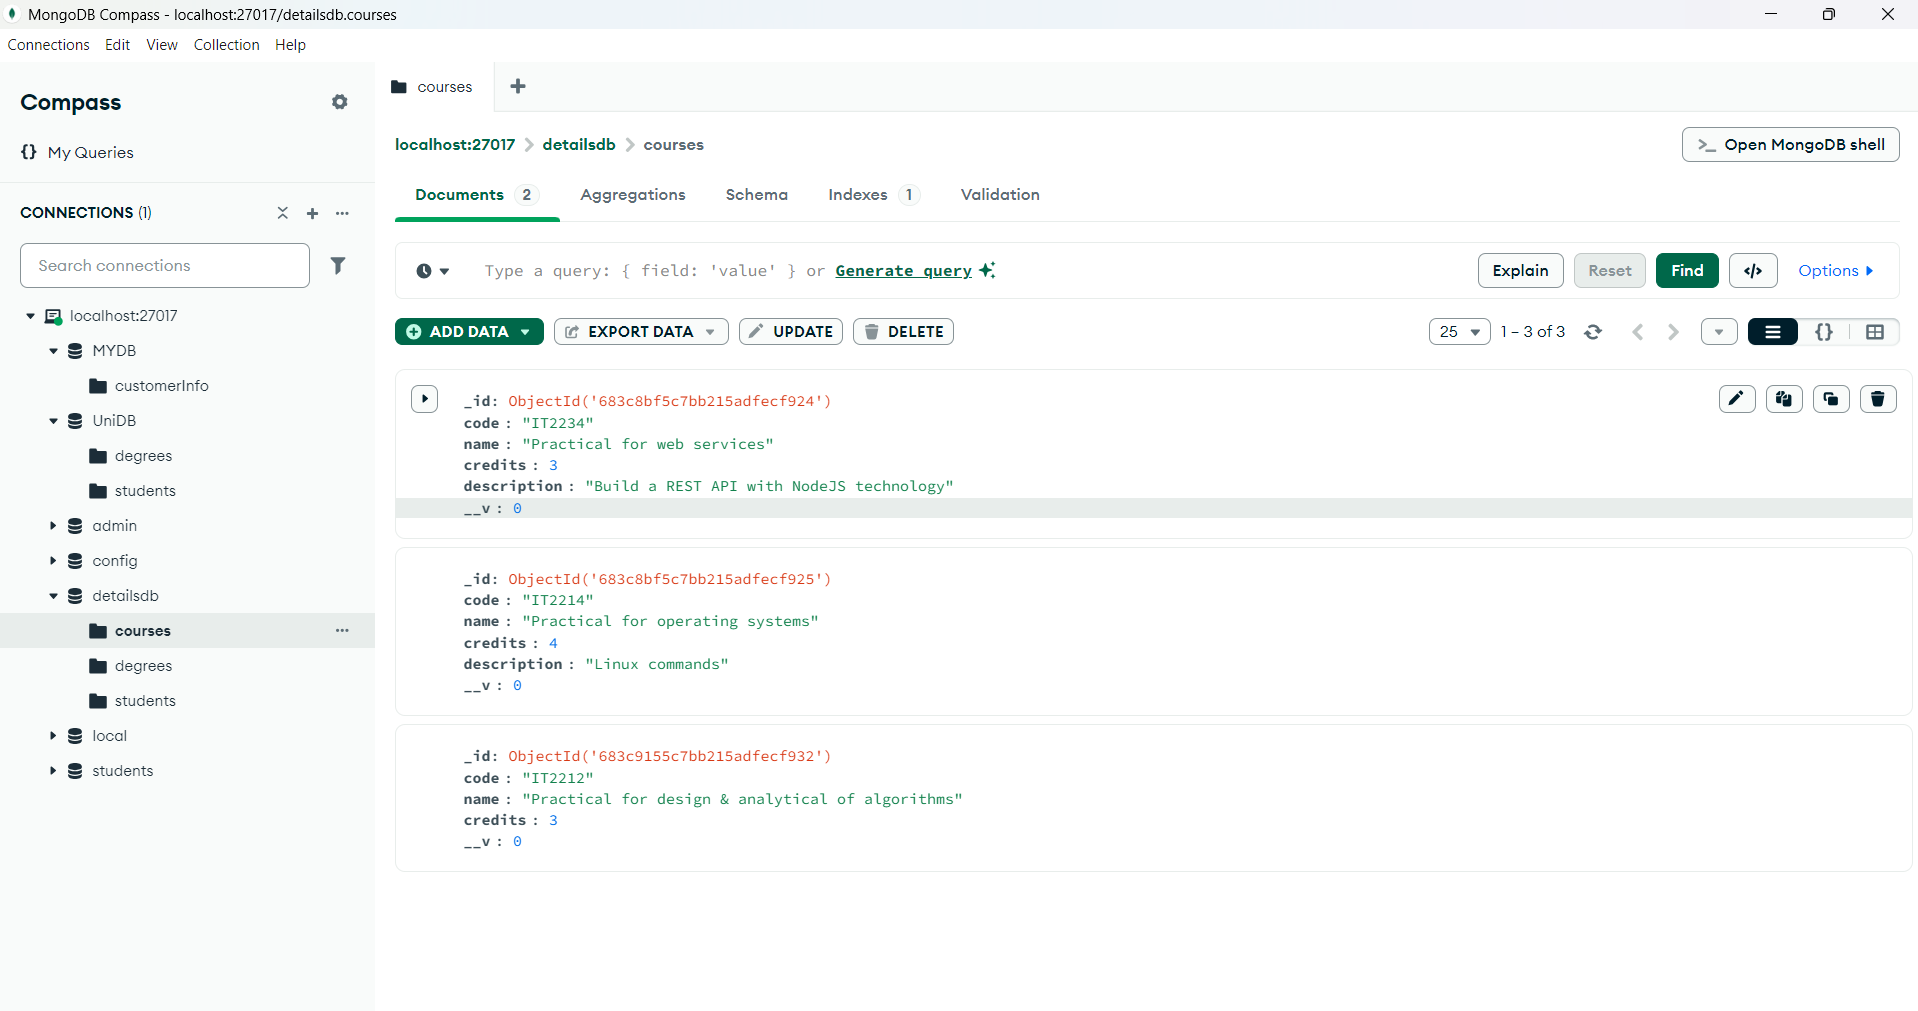 MongoDB Compass - localhost:27017/detailsdb.courses
Connections Edit View Collection Help
Compass
{} My Queries
CONNECTIONS (1)
Search connections
localhost:27017
MYDB
customerInfo
UniDB
degrees
students
admin
config
detailsdb
courses
degrees
students
local
students
courses
localhost:27017 > detailsdb > courses
>_ Open MongoDB shell
Documents 2 Aggregations Schema Indexes 1 Validation
Type a query: { field: 'value' } or Generate query
Explain Reset Find </> Options
ADD DATA EXPORT DATA UPDATE DELETE
25 1 – 3 of 3 {}
_id: ObjectId('683c8bf5c7bb215adfecf924')
code : "IT2234"
name : "Practical for web services"
credits : 3
description : "Build a REST API with NodeJS technology"
__v : 0
_id: ObjectId('683c8bf5c7bb215adfecf925')
code : "IT2214"
name : "Practical for operating systems"
credits : 4
description : "Linux commands"
__v : 0
_id: ObjectId('683c9155c7bb215adfecf932')
code : "IT2212"
name : "Practical for design & analytical of algorithms"
credits : 3
__v : 0